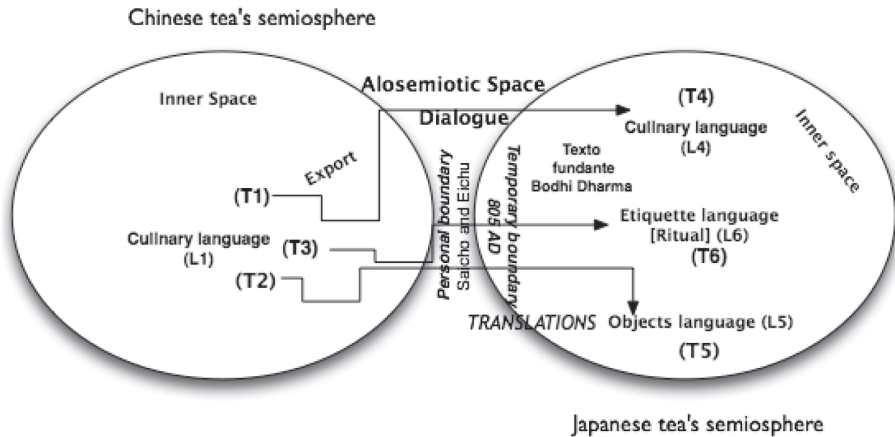 Chinese tea's semiosphere
Inner Space
Export
(T1)
Culinary language
(L1)
(T3)
(T2)
Alosemiotic Space
Dialogue
Personal boundary
Saicho and Eichu
Temporary boundary
805 AD
TRANSLATIONS
(T4)
Culinary language
(L4)
Inner space
Texto
fundante
Bodhi Dharma
Etiquette language
[Ritual] (L6)
(T6)
Objects language (L5)
(T5)
Japanese tea's semiosphere